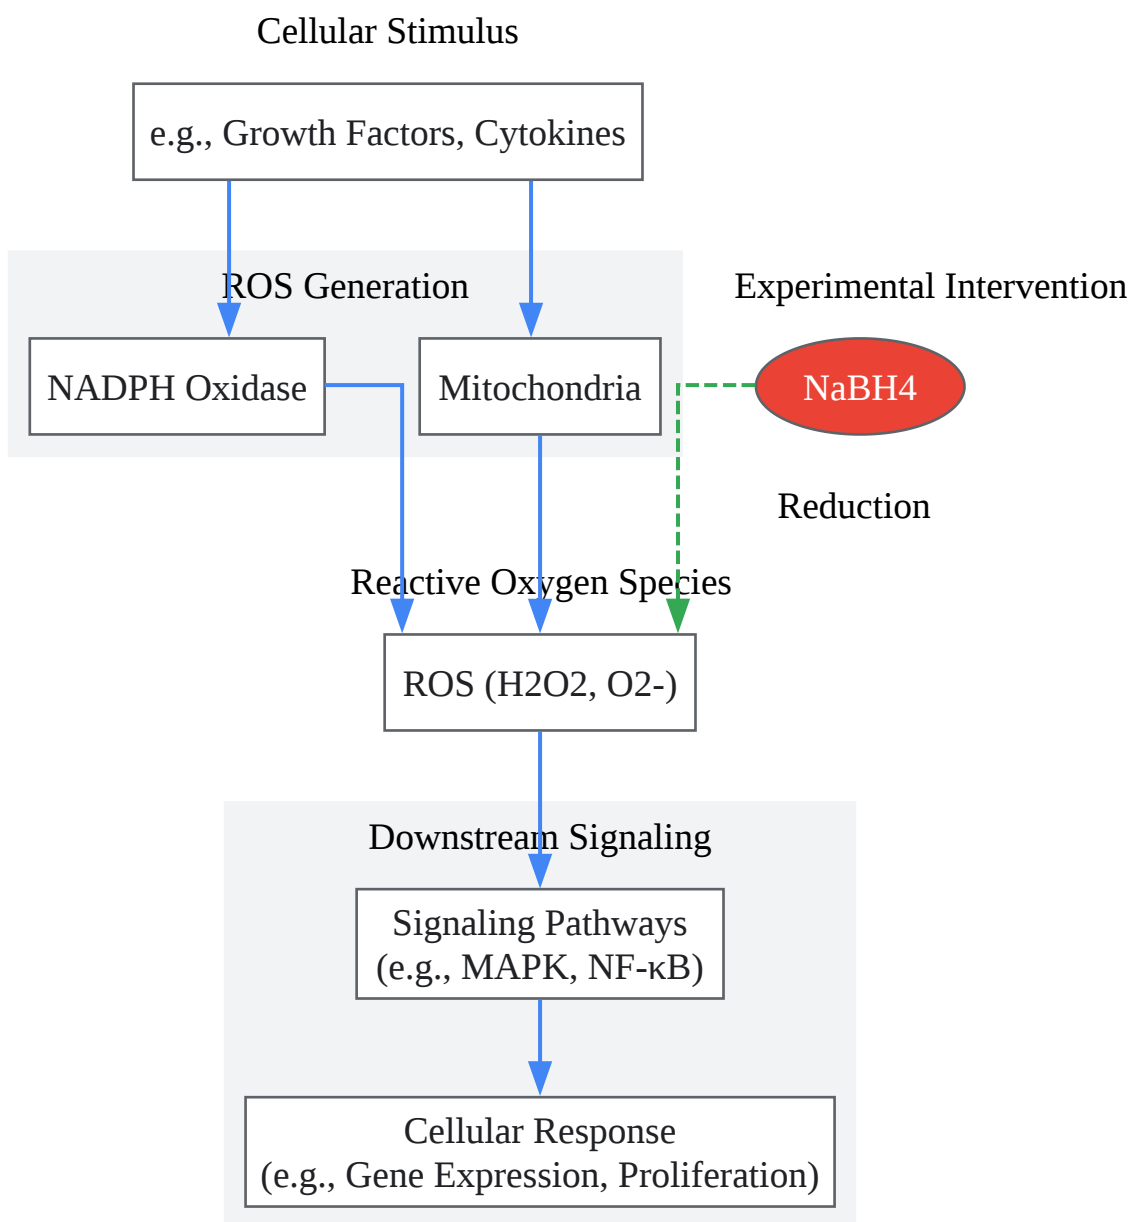 Cellular Stimulus
e.g., Growth Factors, Cytokines
ROS Generation
Experimental Intervention
NADPH Oxidase
Mitochondria
NaBH4
Reduction
Reactive Oxygen Species
ROS (H2O2, O2-)
Downstream Signaling
Signaling Pathways
(e.g., MAPK, NF-κB)
Cellular Response
(e.g., Gene Expression, Proliferation)